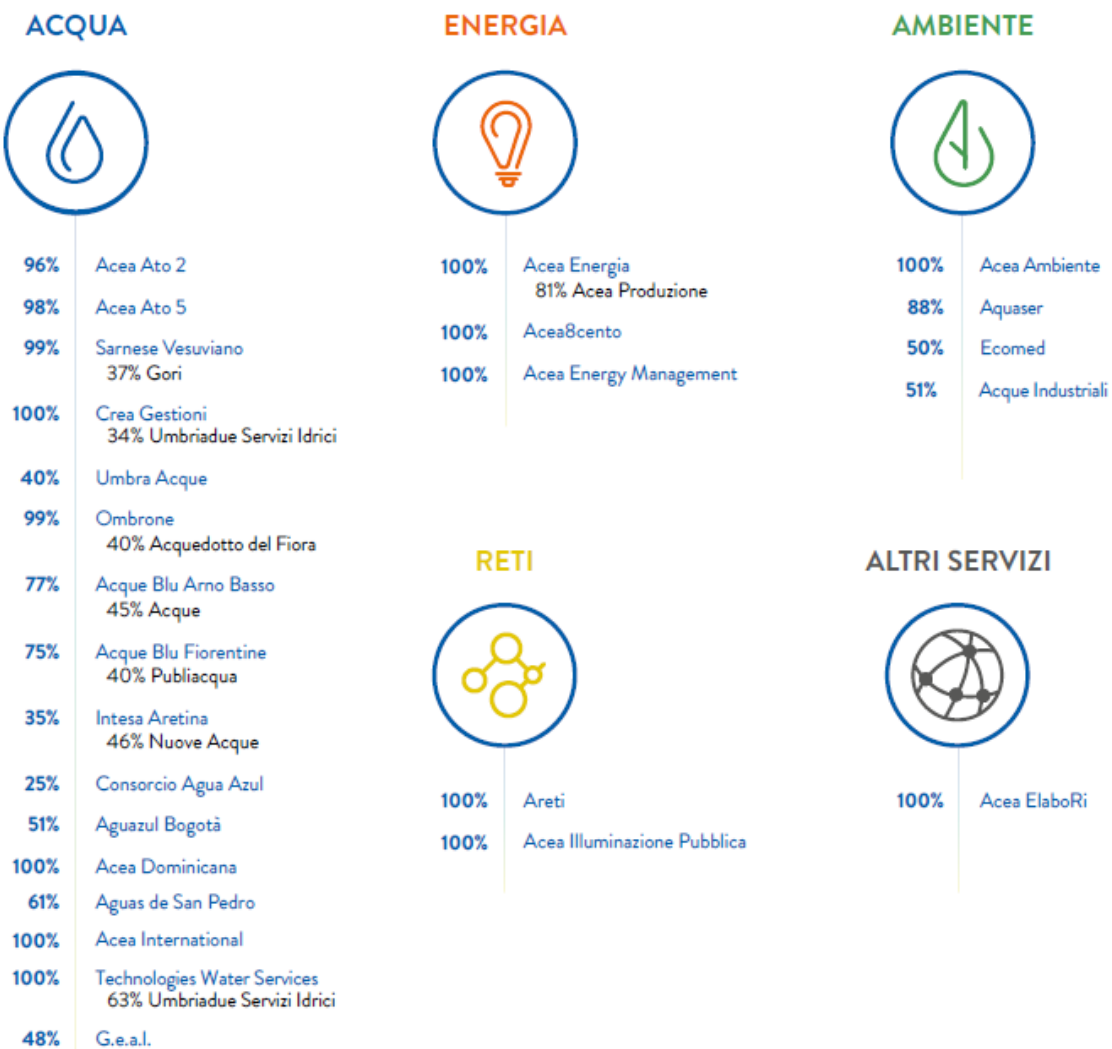 ACQUA
96% Acea Ato 2
98% Acea Ato 5
99% Sarnese Vesuviano
37% Gori
100% Crea Gestioni
34% Umbriadue Servizi Idrici
40% Umbra Acque
99% Ombrone
40% Acquedotto del Fiora
77% Acque Blu Arno Basso
45% Acque
75% Acque Blu Fiorentine
40% Publiacqua
35% Intesa Aretina
46% Nuove Acque
25% Consorcio Agua Azul
51% Aguazul Bogotà
100% Acea Dominicana
61% Aguas de San Pedro
100% Acea International
100% Technologies Water Services
63% Umbriadue Servizi Idrici
48% G.e.a.l.
ENERGIA
100% Acea Energia
81% Acea Produzione
100% Acea8cento
100% Acea Energy Management
AMBIENTE
100% Acea Ambiente
88% Aquaser
50% Ecomed
51% Acque Industriali
RETI
100% Areti
100% Acea Illuminazione Pubblica
ALTRI SERVIZI
100% Acea ElaboRi